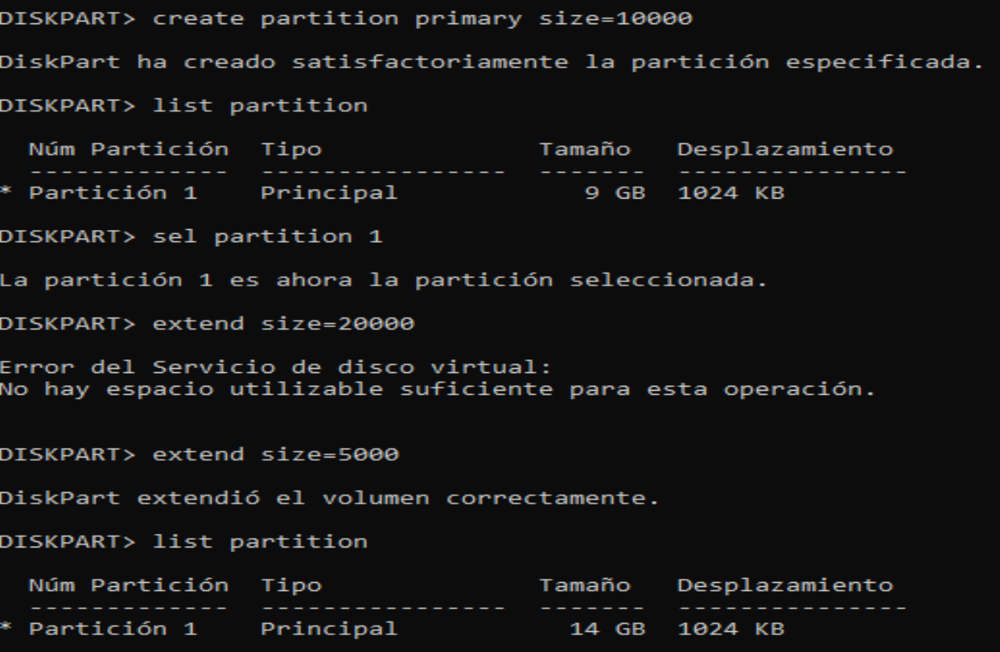 DISKPART> create partition primary size=10000
DiskPart ha creado satisfactoriamente la partición especificada.
DISKPART> list partition
  Núm Partición  Tipo              Tamaño   Desplazamiento
  -------------  ----------------  -------  ---------------
* Partición 1    Principal            9 GB  1024 KB
DISKPART> sel partition 1
La partición 1 es ahora la partición seleccionada.
DISKPART> extend size=20000
Error del Servicio de disco virtual:
No hay espacio utilizable suficiente para esta operación.
DISKPART> extend size=5000
DiskPart extendió el volumen correctamente.
DISKPART> list partition
  Núm Partición  Tipo              Tamaño   Desplazamiento
  -------------  ----------------  -------  ---------------
* Partición 1    Principal           14 GB  1024 KB